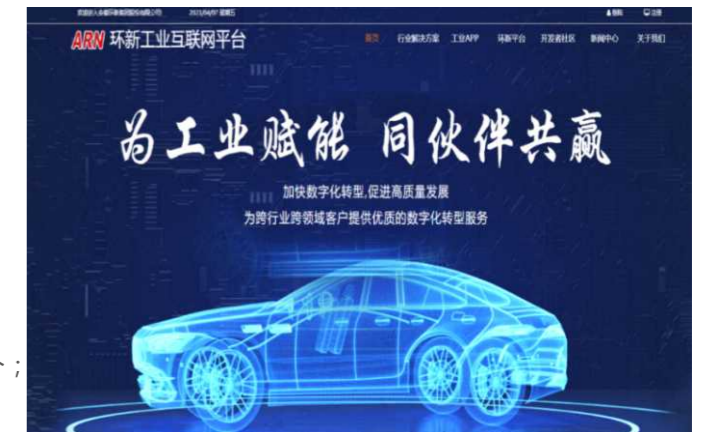 ARN 环新工业互联网平台
首页 行业解决方案 工业APP 环新平台 开发者社区 新闻中心 关于我们
为工业赋能 同伙伴共赢
加快数字化转型,促进高质量发展
为跨行业跨领域客户提供优质的数字化转型服务
；